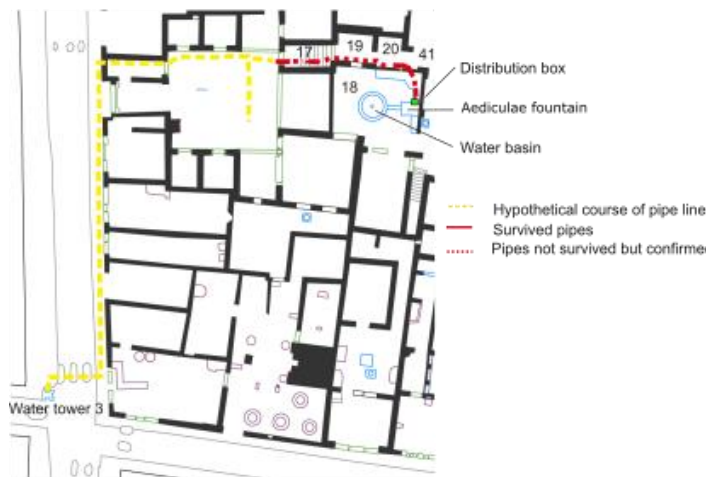 17
19
20
41
Distribution box
18
Aediculae fountain
Water basin
Hypothetical course of pipe line
Survived pipes
Pipes not survived but confirmed
Water tower 3